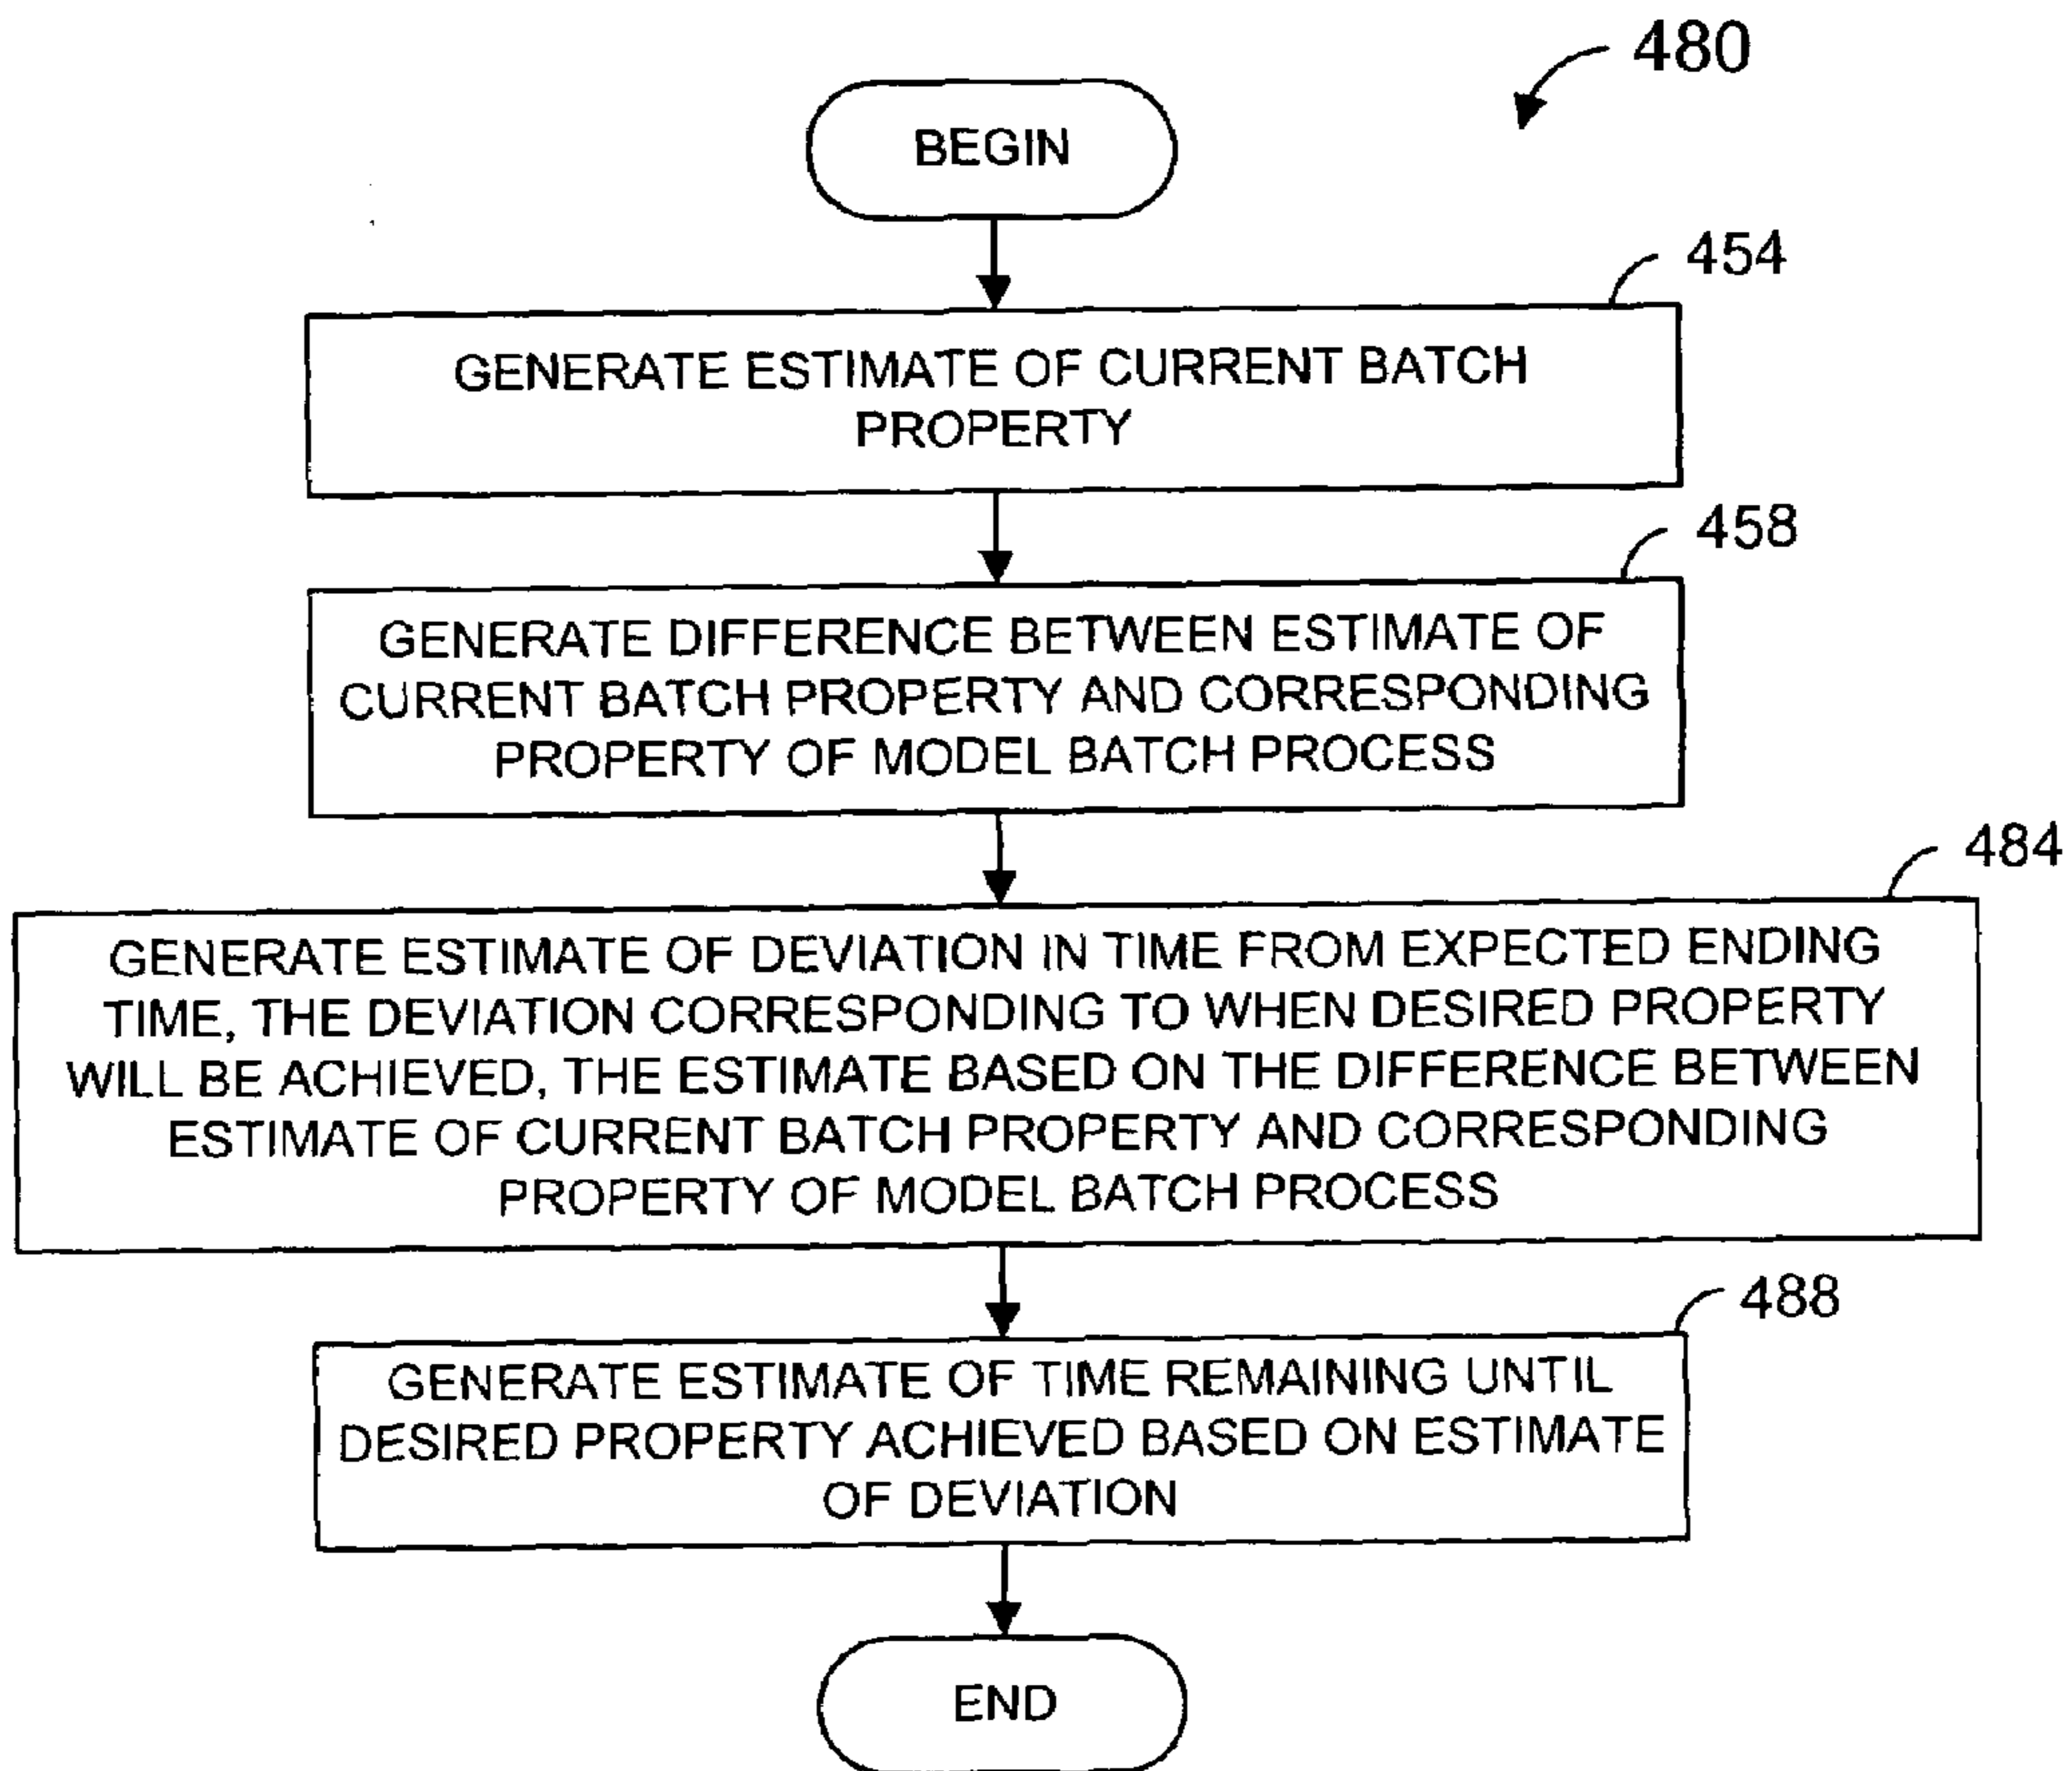 480
BEGIN
454
GENERATE ESTIMATE OF CURRENT BATCH
PROPERTY
458
GENERATE DIFFERENCE BETWEEN ESTIMATE OF
CURRENT BATCH PROPERTY AND CORRESPONDING
PROPERTY OF MODEL BATCH PROCESS
484
GENERATE ESTIMATE OF DEVIATION IN TIME FROM EXPECTED ENDING
TIME, THE DEVIATION CORRESPONDING TO WHEN DESIRED PROPERTY
WILL BE ACHIEVED, THE ESTIMATE BASED ON THE DIFFERENCE BETWEEN
ESTIMATE OF CURRENT BATCH PROPERTY AND CORRESPONDING
PROPERTY OF MODEL BATCH PROCESS
488
GENERATE ESTIMATE OF TIME REMAINING UNTIL
DESIRED PROPERTY ACHIEVED BASED ON ESTIMATE
OF DEVIATION
END